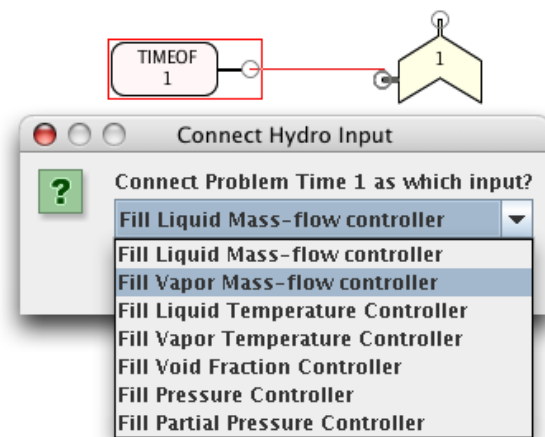 TIMEOF
1
1
Connect Hydro Input
?
Connect Problem Time 1 as which input?
Fill Liquid Mass-flow controller
Fill Liquid Mass-flow controller
Fill Vapor Mass-flow controller
Fill Liquid Temperature Controller
Fill Vapor Temperature Controller
Fill Void Fraction Controller
Fill Pressure Controller
Fill Partial Pressure Controller